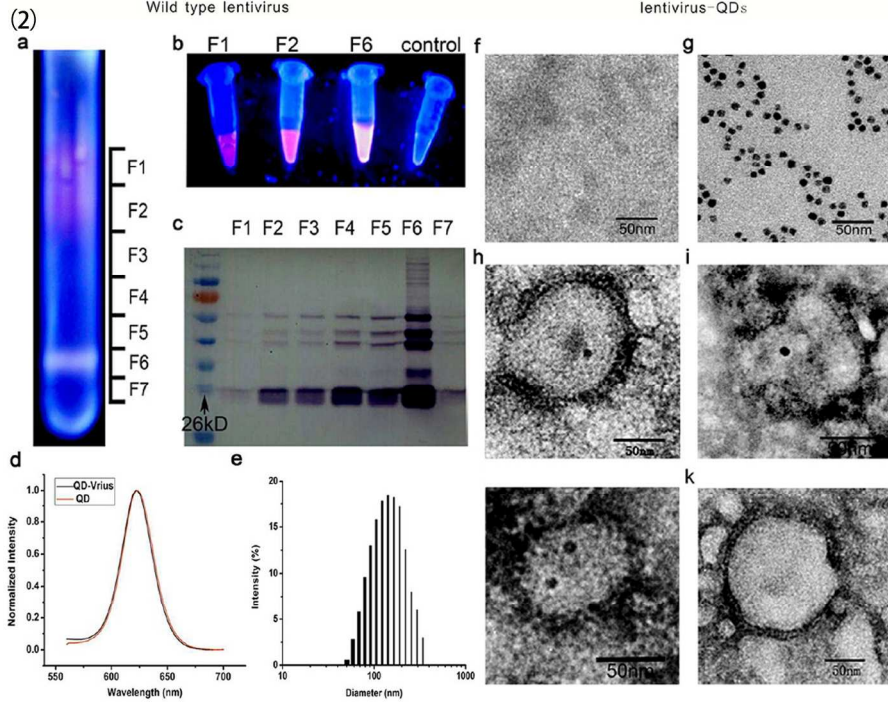 Wild type lentivirus
lentivirus-QDs
(2)
a
F1
F2
F3
F4
F5
F6
F7
b
F1 F2 F6 control
c
F1 F2 F3 F4 F5 F6 F7
26kD
d
QD-Vrius
QD
Normalized Intensity
1.0
0.8
0.6
0.4
0.2
0.0
550 600 650 700
Wavelength (nm)
e
Intensity (%)
20
15
10
5
0
10 100 1000
Diameter (nm)
f
50nm
g
50nm
h
50nm
i
50nm
k
50nm